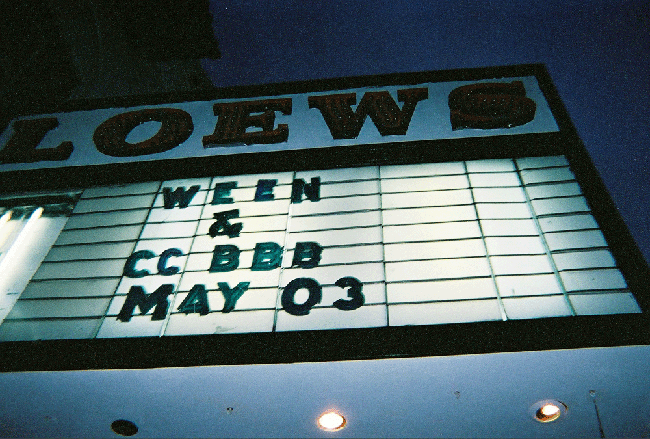 LOEWS
WEEN
&
CC BBB
MAY 03